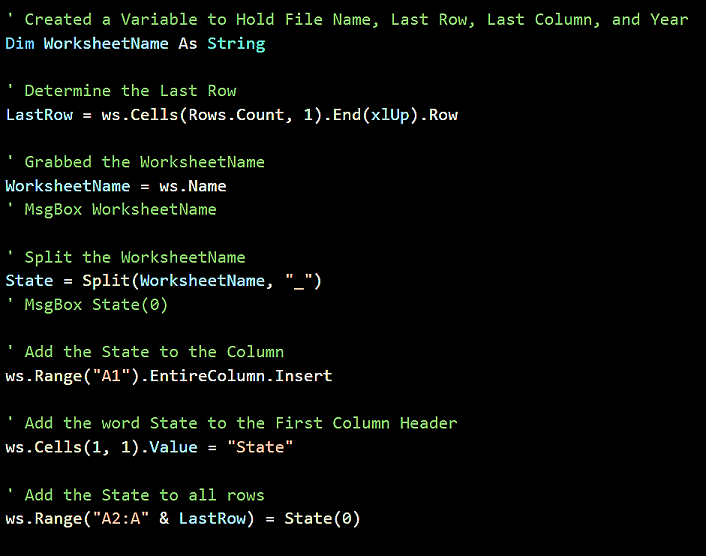 ' Created a Variable to Hold File Name, Last Row, Last Column, and Year
Dim WorksheetName As String
' Determine the Last Row
LastRow = ws.Cells(Rows.Count, 1).End(xlUp).Row
' Grabbed the WorksheetName
WorksheetName = ws.Name
' MsgBox WorksheetName
' Split the WorksheetName
State = Split(WorksheetName, "_")
' MsgBox State(0)
' Add the State to the Column
ws.Range("A1").EntireColumn.Insert
' Add the word State to the First Column Header
ws.Cells(1, 1).Value = "State"
' Add the State to all rows
ws.Range("A2:A" & LastRow) = State(0)